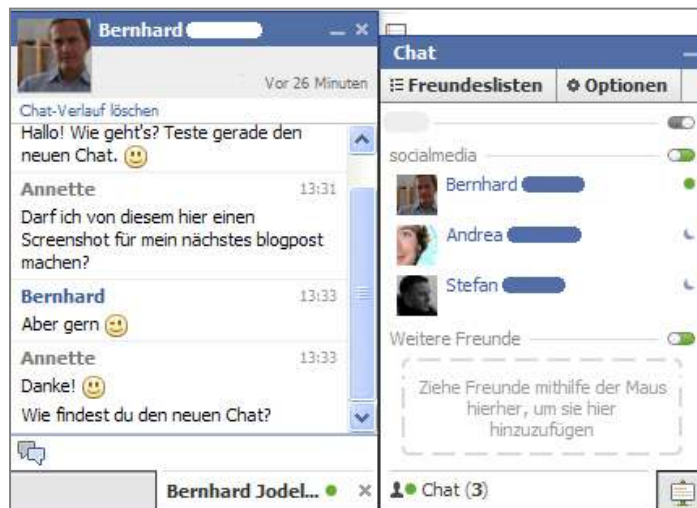 Bernhard
Vor 26 Minuten
Chat-Verlauf löschen
Hallo! Wie geht's? Teste gerade den
neuen Chat.
Annette 13:31
Darf ich von diesem hier einen
Screenshot für mein nächstes blogpost
machen?
Bernhard 13:33
Aber gern
Annette 13:33
Danke!
Wie findest du den neuen Chat?
Bernhard Jodel...
Chat
Freundeslisten
Optionen
socialmedia
Bernhard
Andrea
Stefan
Weitere Freunde
Ziehe Freunde mithilfe der Maus
hierher, um sie hier
hinzuzufügen
Chat (3)